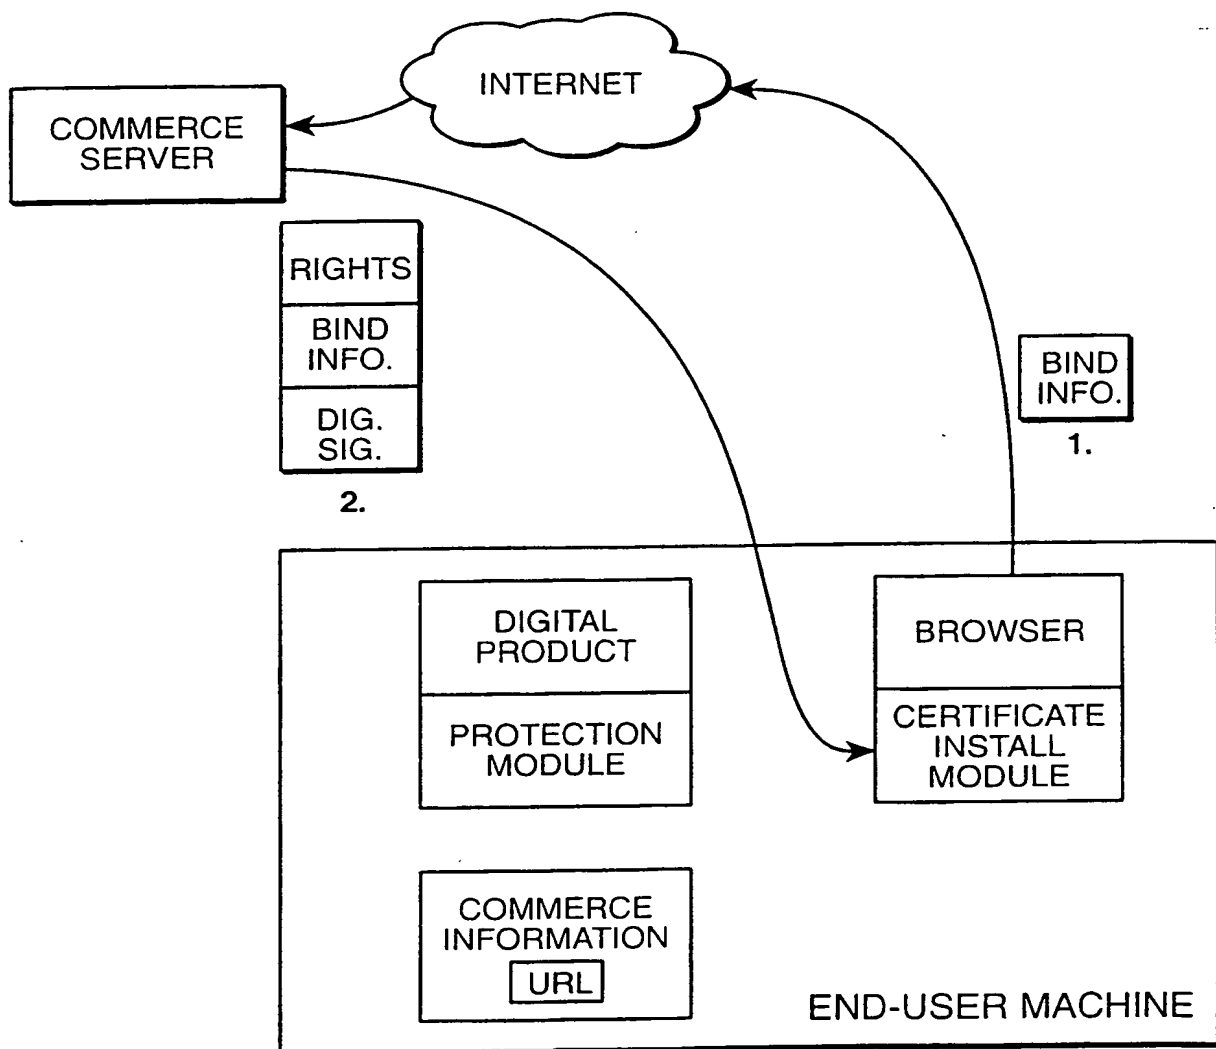 INTERNET
COMMERCE
SERVER
RIGHTS
BIND
INFO.
DIG.
SIG.
2.
BIND
INFO.
1.
DIGITAL
PRODUCT
PROTECTION
MODULE
BROWSER
CERTIFICATE
INSTALL
MODULE
COMMERCE
INFORMATION
URL
END-USER MACHINE